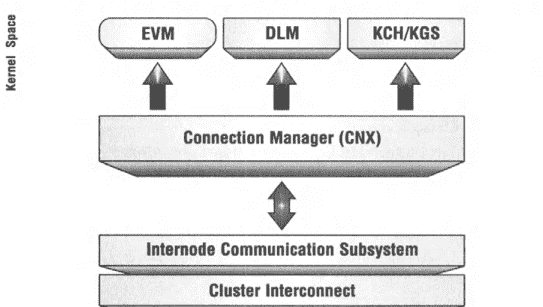 Kernel Space
EVM
DLM
KCH/KGS
Connection Manager (CNX)
Internode Communication Subsystem
Cluster Interconnect